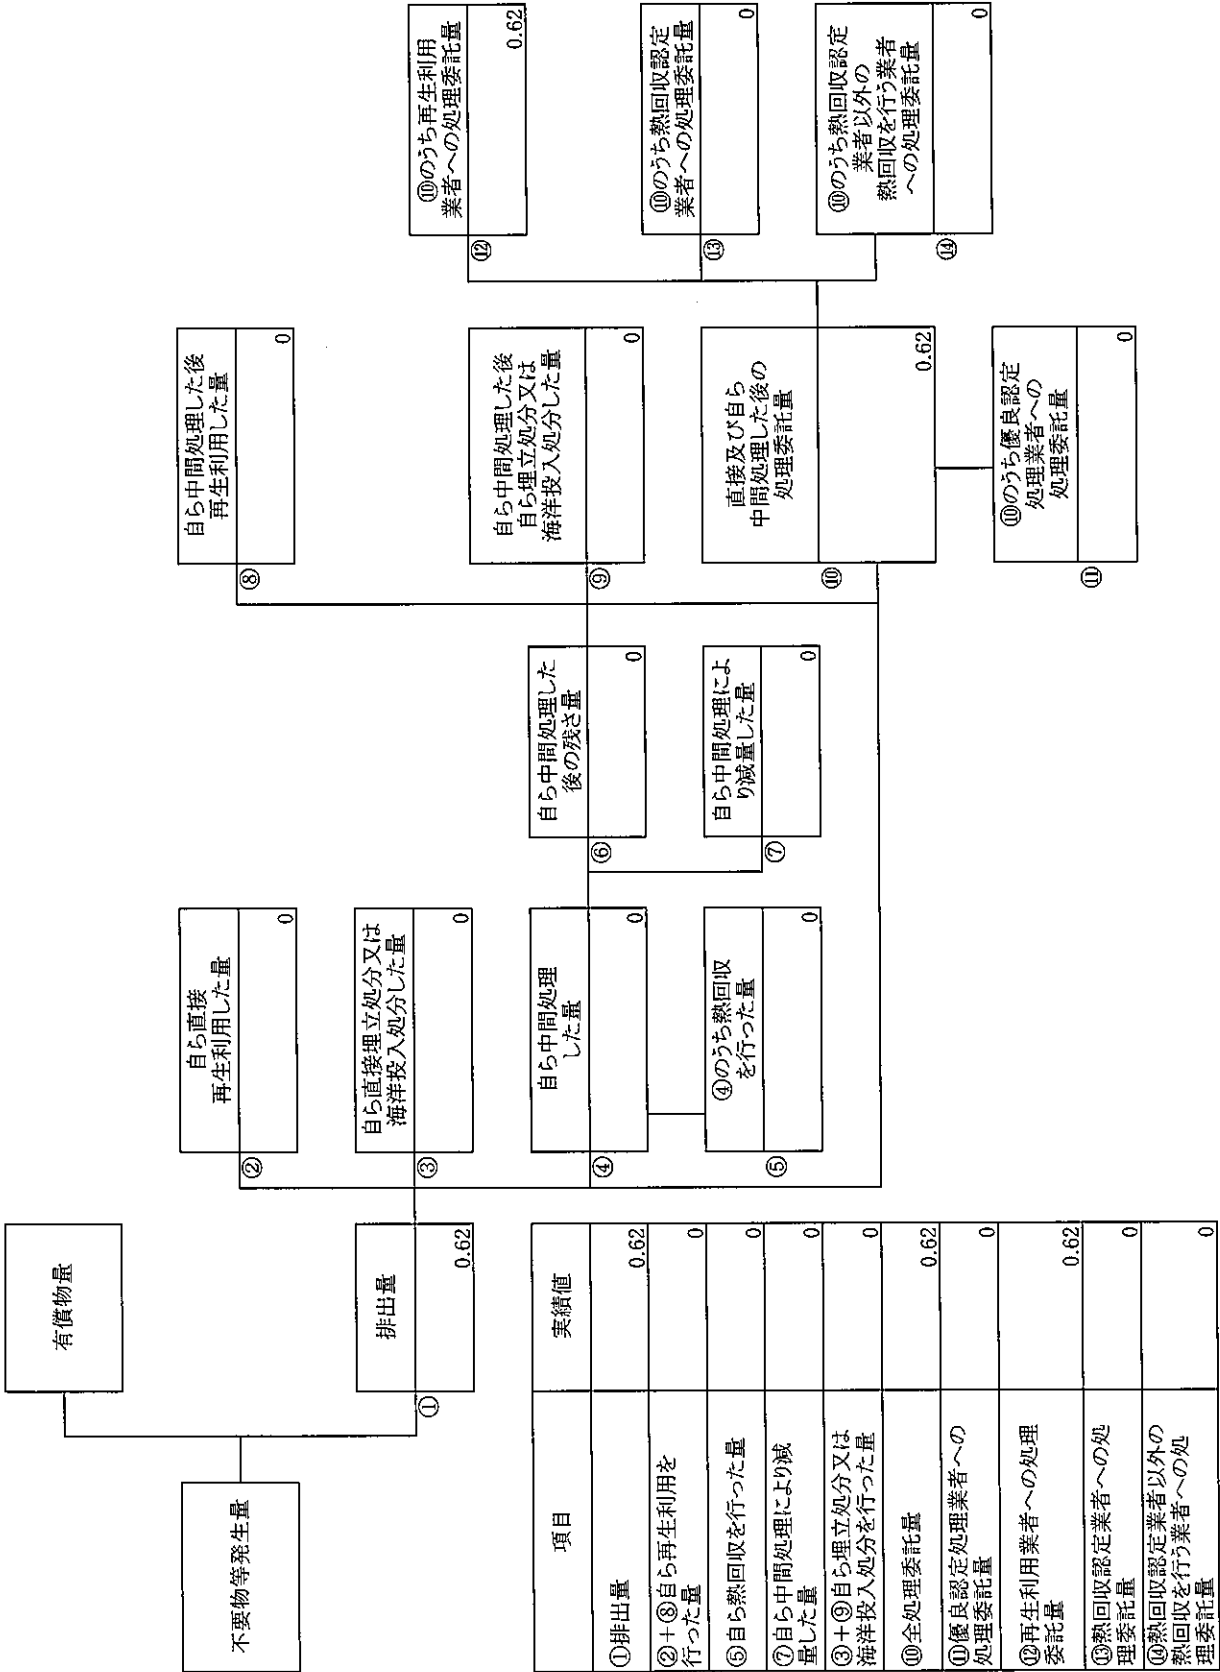 不要物等発生量
有償物量
①
排出量
0.62
②
自ら直接
再生利用した量
0
③
自ら直接埋立処分又は
海洋投入処分した量
0
④
自ら中間処理
した量
0
⑤
④のうち熱回収
を行った量
0
⑥
自ら中間処理した
後の残さ量
0
⑦
自ら中間処理によ
り減量した量
0
⑧
自ら中間処理した後
再生利用した量
0
⑨
自ら中間処理した後
自ら埋立処分又は
海洋投入処分した量
0
⑩
直接及び自ら
中間処理した後の
処理委託量
0.62
⑪
⑩のうち優良認定
処理業者への
処理委託量
0
⑫
⑩のうち再生利用
業者への処理委託量
0.62
⑬
⑩のうち熱回収認定
業者への処理委託量
0
⑭
⑩のうち熱回収認定
業者以外の
熱回収を行う業者
への処理委託量
0
項目 実績値
①排出量 0.62
②+⑧自ら再生利用を
行った量 0
⑤自ら熱回収を行った量 0
⑦自ら中間処理により減
量した量 0
③+⑨自ら埋立処分又は
海洋投入処分を行った量 0
⑩全処理委託量 0.62
⑪優良認定処理業者への
処理委託量 0
⑫再生利用業者への処理
委託量 0.62
⑬熱回収認定業者への処
理委託量 0
⑭熱回収認定業者以外の
熱回収を行う業者への処
理委託量 0